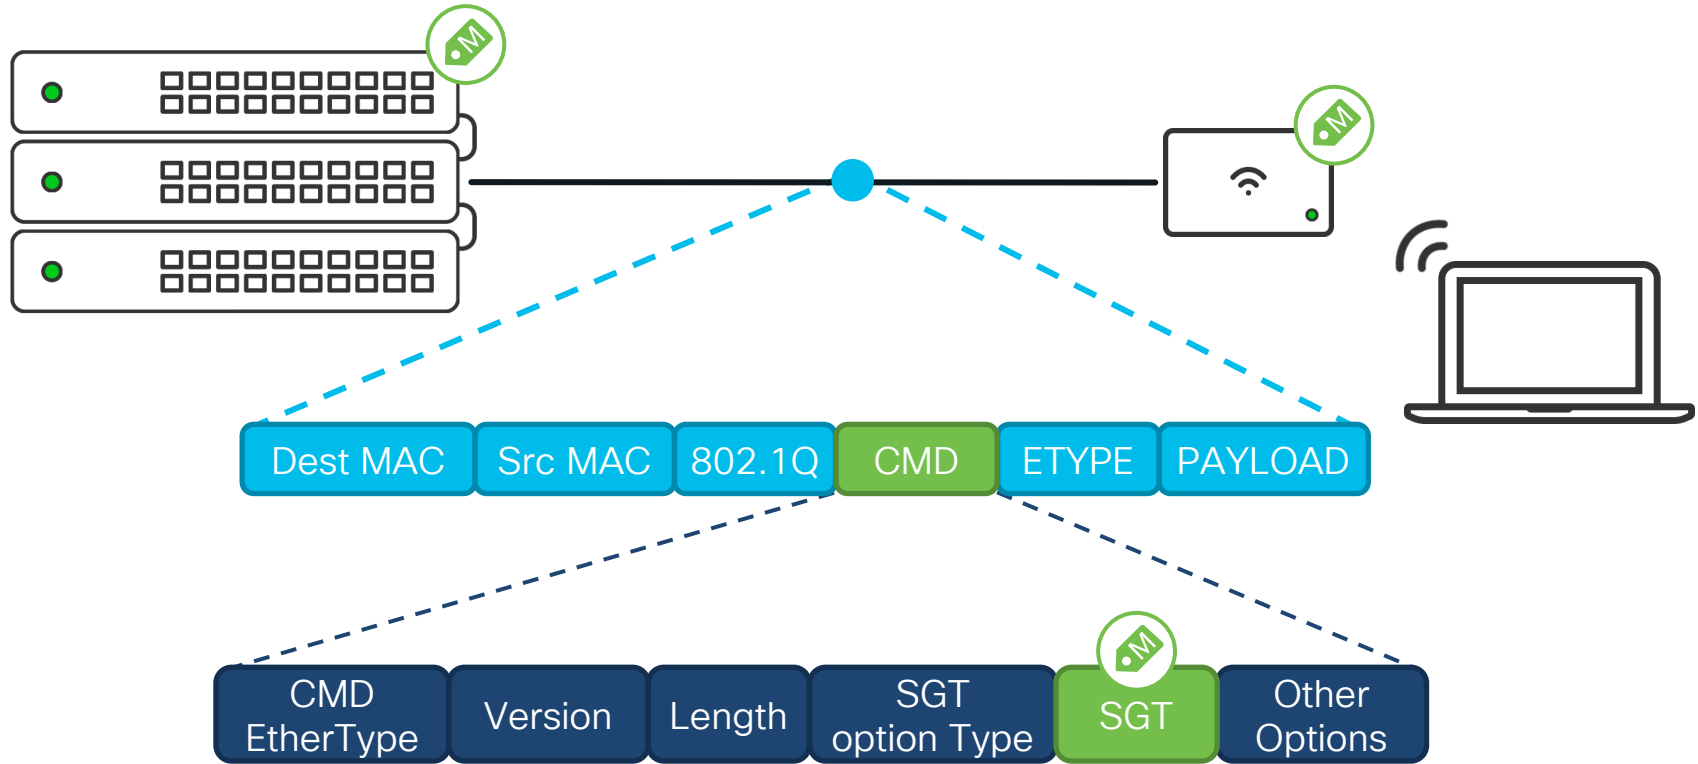 M
M
Dest MAC
Src MAC
802.1Q
CMD
ETYPE
PAYLOAD
M
CMD
EtherType
Version
Length
SGT
option Type
SGT
Other
Options